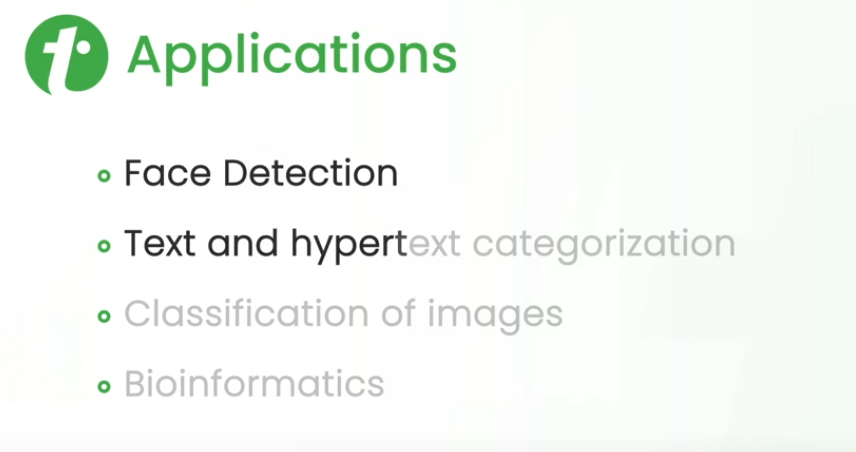 Applications
Face Detection
Text and hypertext categorization
Classification of images
Bioinformatics